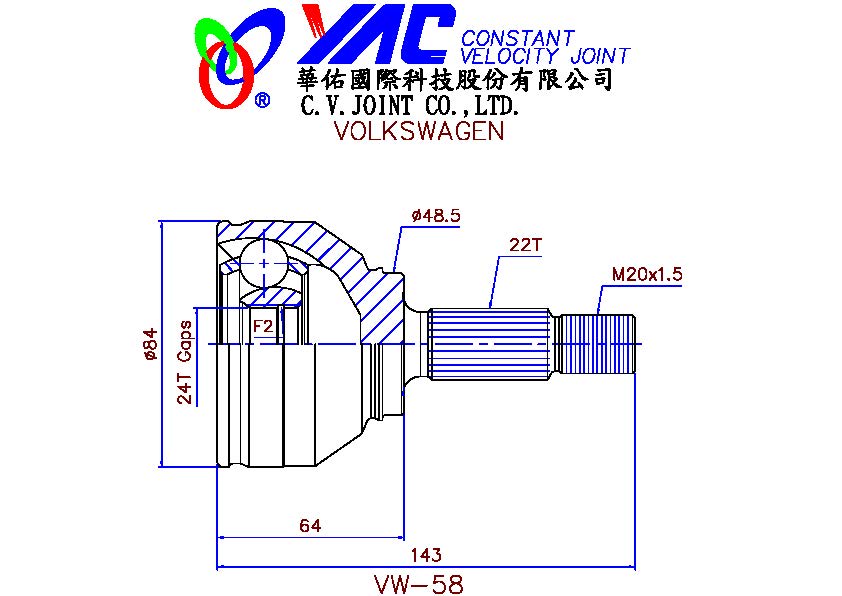 YAC CONSTANT
VELOCITY JOINT
®
華佑國際科技股份有限公司
C.V.JOINT CO.,LTD.
VOLKSWAGEN
ø48.5
22T
M20x1.5
F2
ø84
24T Gaps
64
143
VW-58